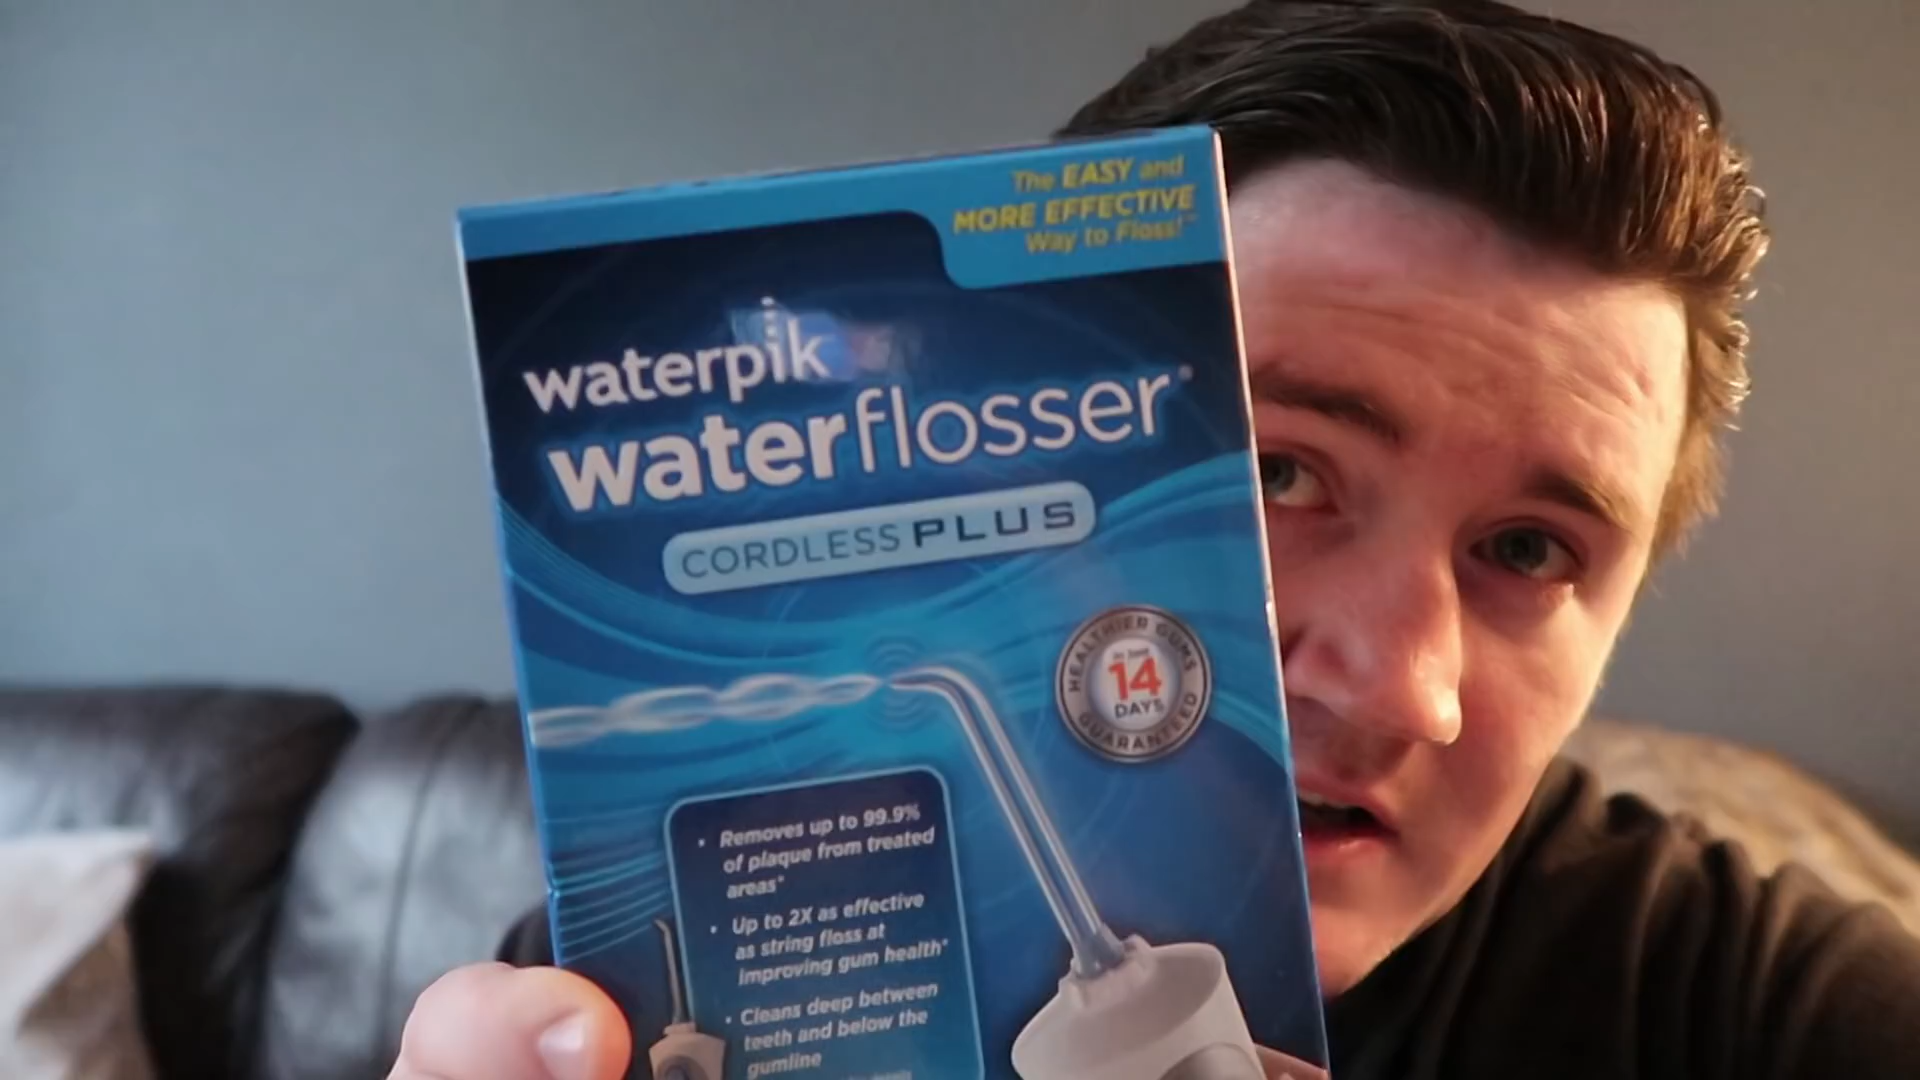 The EASY and
MORE EFFECTIVE
Way to Floss!™
waterpik
waterflosser®
CORDLESS PLUS
HEALTHIER GUMS
14
DAYS
GUARANTEED
• Removes up to 99.9%
of plaque from treated
areas*
• Up to 2X as effective
as string floss at
improving gum health*
• Cleans deep between
teeth and below the
gumline